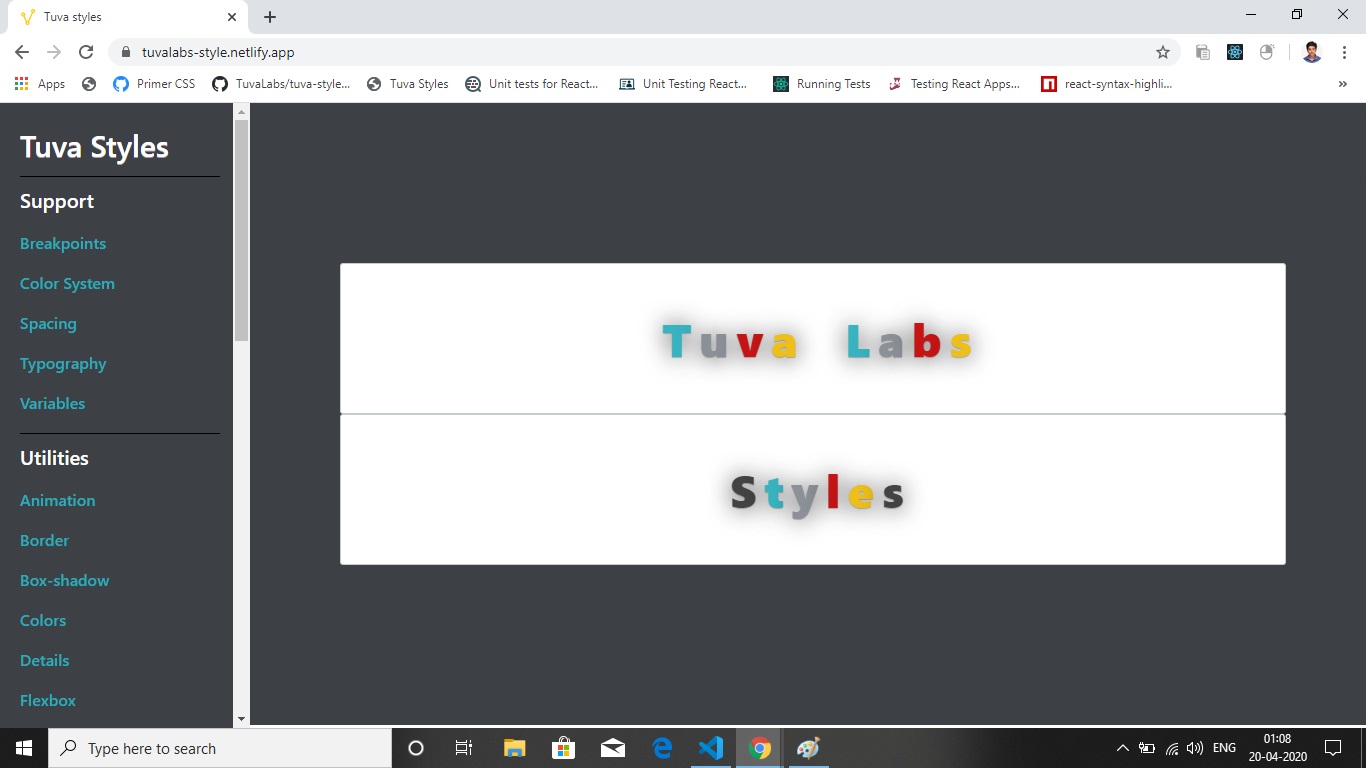 Tuva styles
tuvalabs-style.netlify.app
Apps
Primer CSS
TuvaLabs/tuva-style...
Tuva Styles
Unit tests for React...
Unit Testing React...
Running Tests
Testing React Apps...
react-syntax-highli...
»
Tuva Styles
Support
Breakpoints
Color System
Spacing
Typography
Variables
Utilities
Animation
Border
Box-shadow
Colors
Details
Flexbox
Tuva Labs
Styles
Type here to search
ENG
01:08
20-04-2020